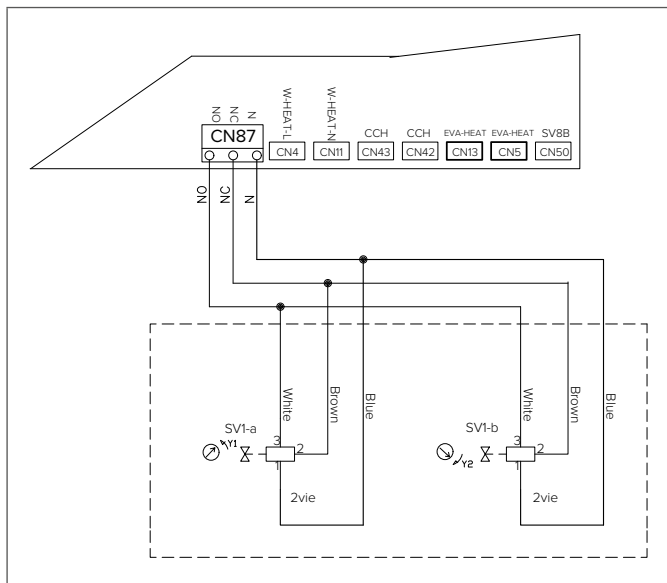 NO NC N W-HEAT-L W-HEAT-N CCH CCH EVA-HEAT EVA-HEAT SV8B
CN87 CN4 CN11 CN43 CN42 CN13 CN5 CN50
NO NC N
White Brown Blue White Brown Blue
SV1-a SV1-b
Y1 3 2 1 Y2 3 2 1
2vie 2vie